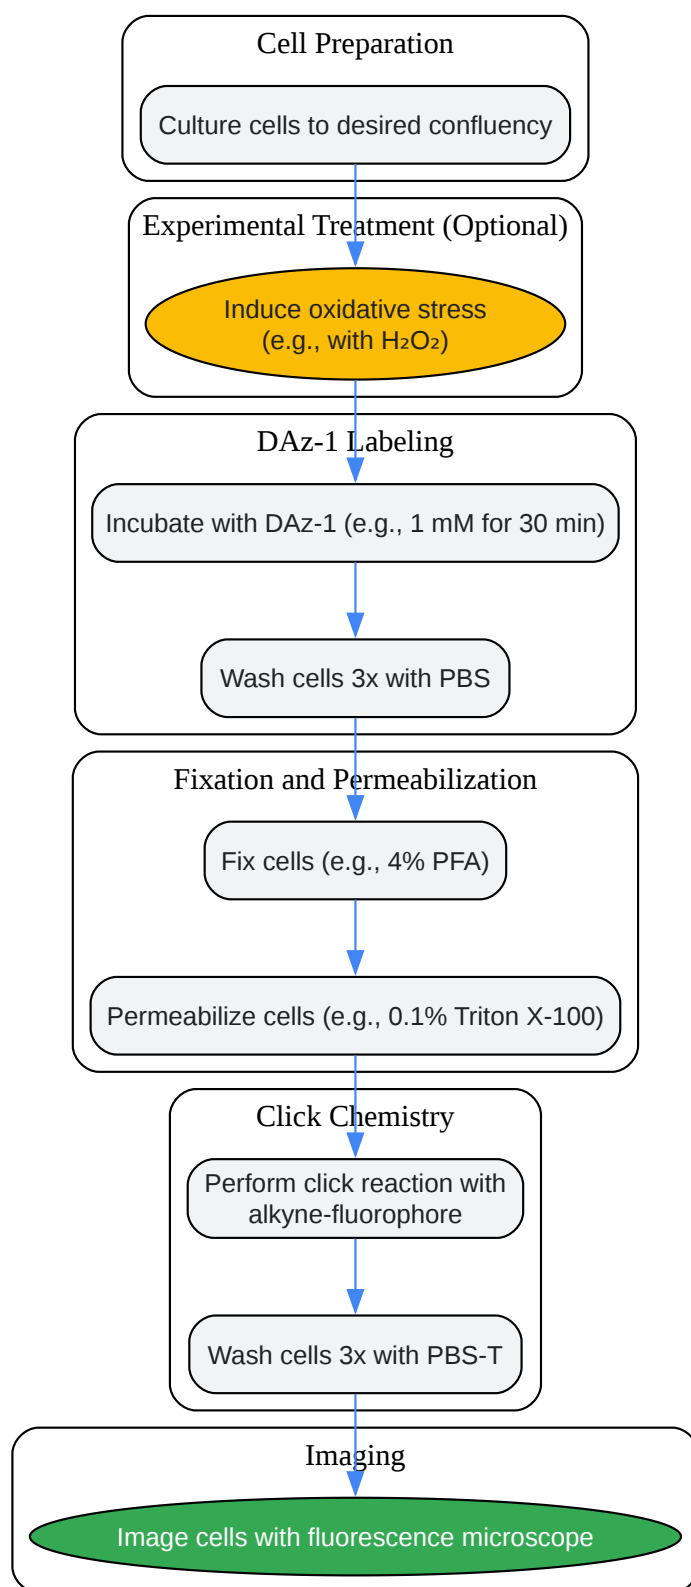 Cell Preparation
Culture cells to desired confluency
Experimental Treatment (Optional)
Induce oxidative stress
(e.g., with H₂O₂)
DAz-1 Labeling
Incubate with DAz-1 (e.g., 1 mM for 30 min)
Wash cells 3x with PBS
Fixation and Permeabilization
Fix cells (e.g., 4% PFA)
Permeabilize cells (e.g., 0.1% Triton X-100)
Click Chemistry
Perform click reaction with
alkyne-fluorophore
Wash cells 3x with PBS-T
Imaging
Image cells with fluorescence microscope